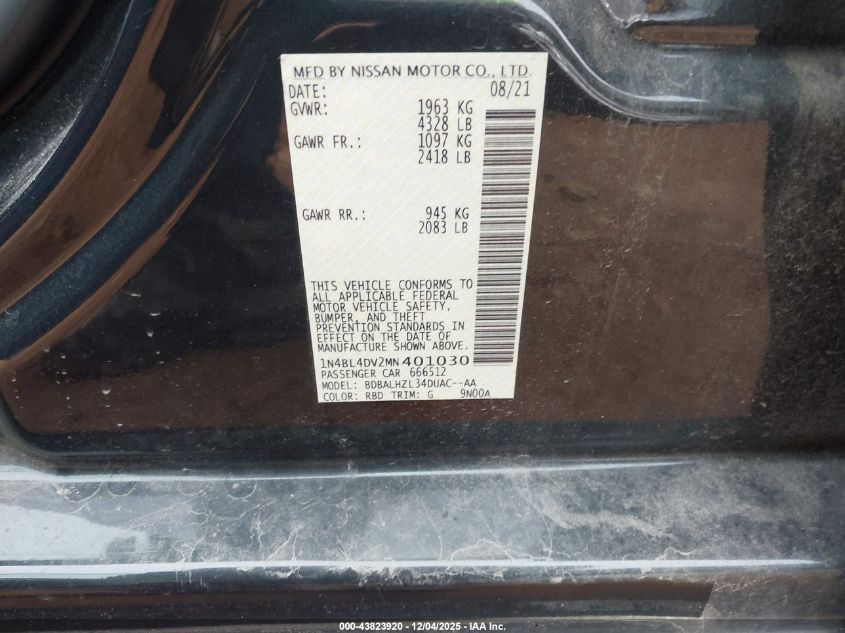 MFD BY NISSAN MOTOR CO., LTD.
DATE: 08/21
GVWR: 1963 KG
4328 LB
GAWR FR.: 1097 KG
2418 LB
GAWR RR.: 945 KG
2083 LB
THIS VEHICLE CONFORMS TO
ALL APPLICABLE FEDERAL
MOTOR VEHICLE SAFETY,
BUMPER, AND THEFT
PREVENTION STANDARDS IN
EFFECT ON THE DATE OF
MANUFACTURE SHOWN ABOVE.
1N4BL4DV2MN401030
PASSENGER CAR 666512
MODEL: BDBALHZL34DUAC--AA
COLOR: RBD TRIM: G 9N00A
000-43823920 - 12/04/2025 - IAA Inc.